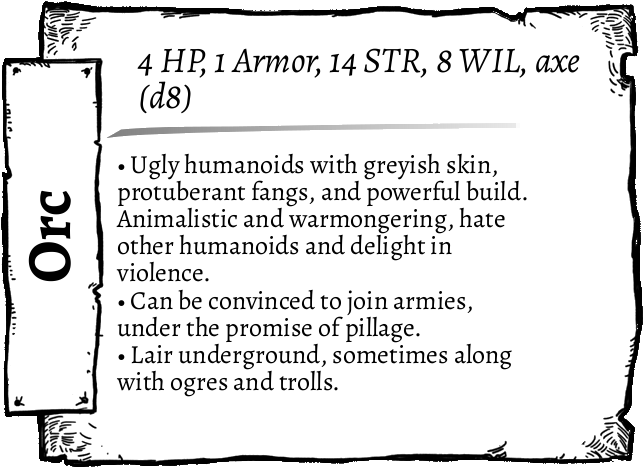 Orc
4 HP, 1 Armor, 14 STR, 8 WIL, axe
(d8)
• Ugly humanoids with greyish skin,
protuberant fangs, and powerful build.
Animalistic and warmongering, hate
other humanoids and delight in
violence.
• Can be convinced to join armies,
under the promise of pillage.
• Lair underground, sometimes along
with ogres and trolls.